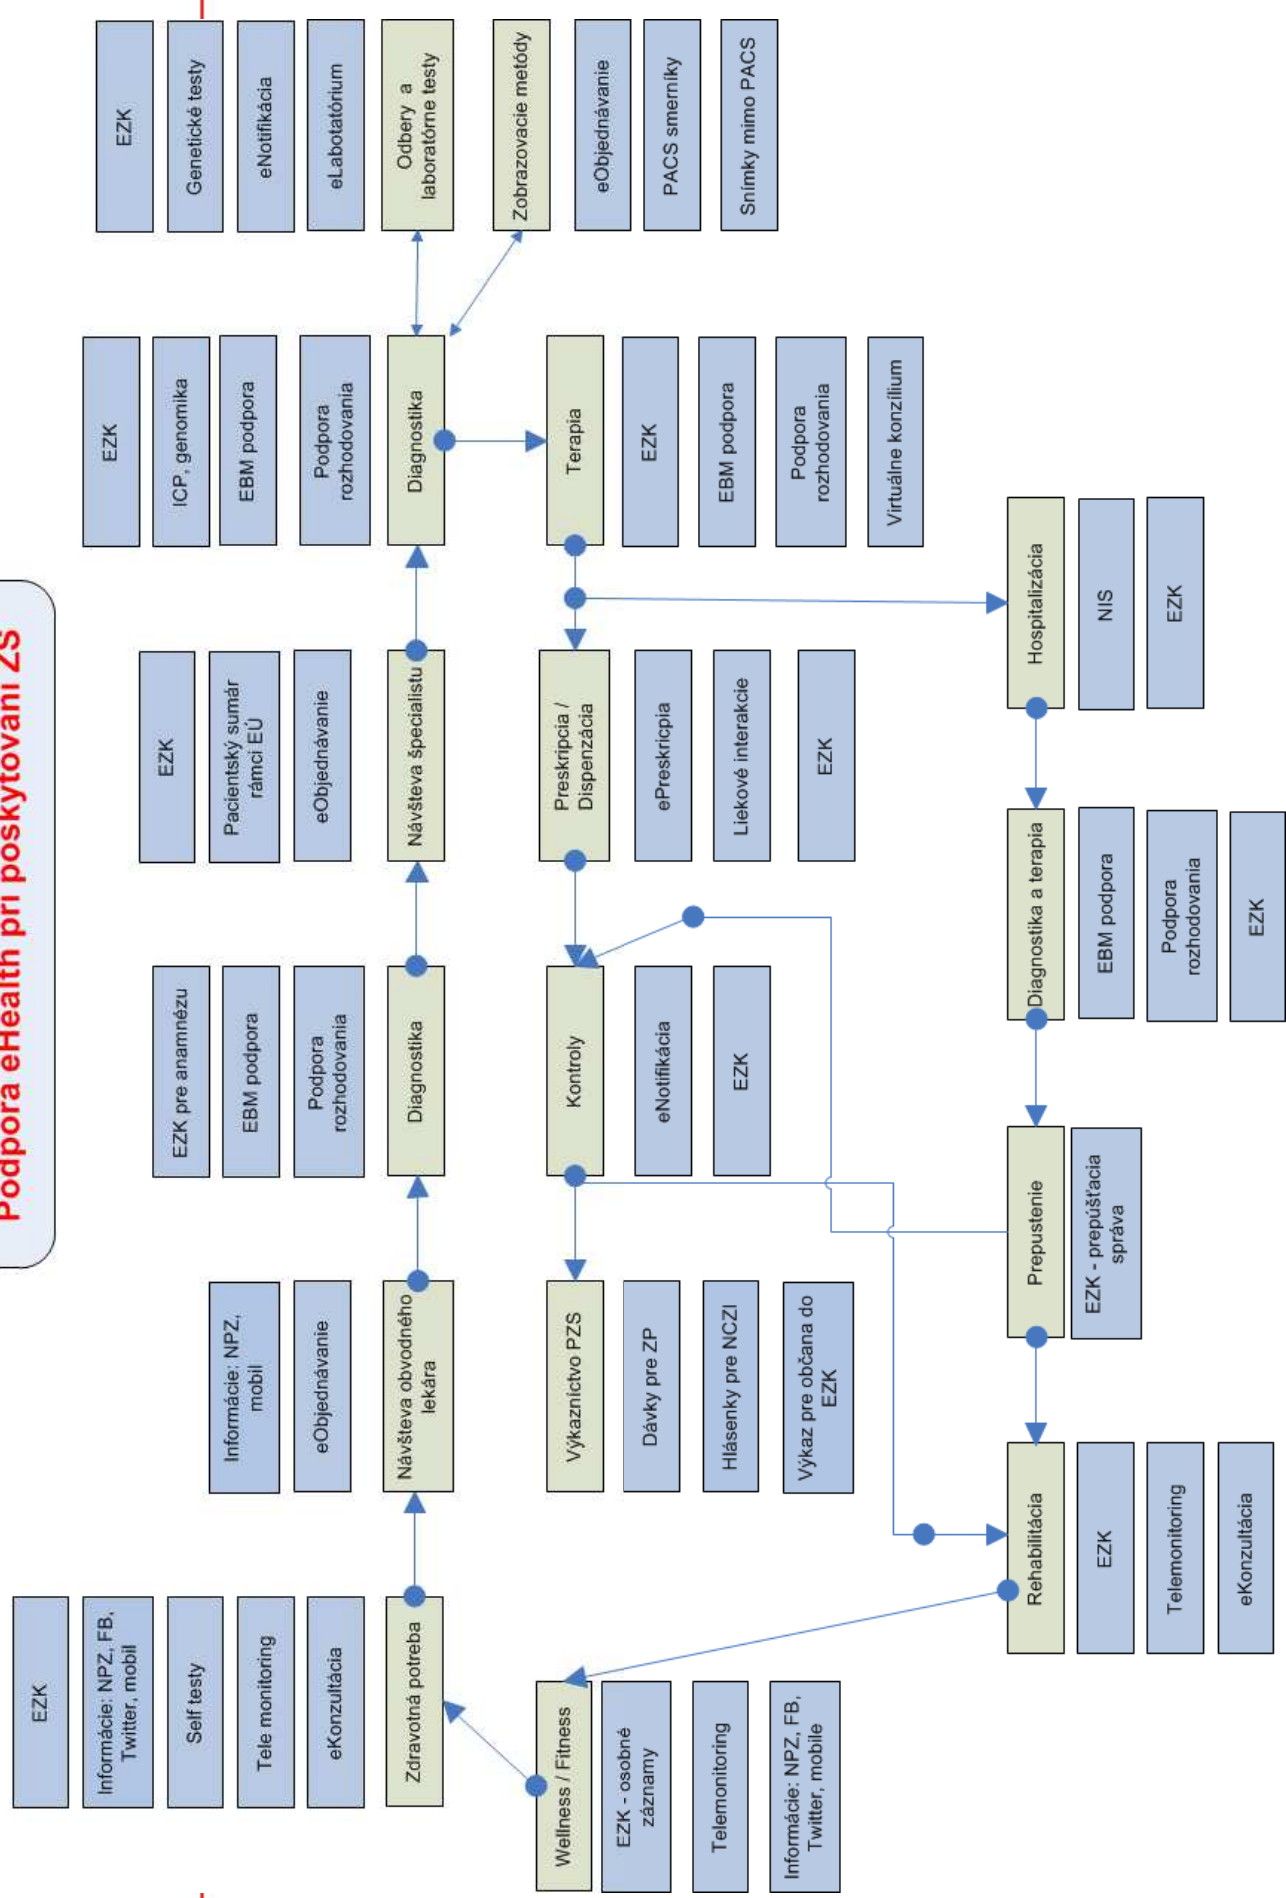 Podpora eHealth pri poskytovaní ZS
EZK
Informácie: NPZ, FB,
Twitter, mobil
Self testy
Tele monitoring
eKonzultácia
Zdravotná potreba
Informácie: NPZ,
mobil
eObjednávanie
Návšteva obvodného
lekára
EZK pre anamnézu
EBM podpora
Podpora
rozhodovania
Diagnostika
EZK
Pacientský sumár
rámci EÚ
eObjednávanie
Návšteva špecialistu
EZK
ICP, genomika
EBM podpora
Podpora
rozhodovania
Diagnostika
EZK
Genetické testy
eNotifikácia
eLabotatórium
Odbery a
laboratórne testy
Zobrazovacie metódy
eObjednávanie
PACS smerníky
Snímky mimo PACS
Wellness / Fitness
EZK - osobné
záznamy
Telemonitoring
Informácie: NPZ, FB,
Twitter, mobile
Výkazníctvo PZS
Dávky pre ZP
Hlásenky pre NCZI
Výkaz pre občana do
EZK
Kontroly
eNotifikácia
EZK
Preskripcia /
Dispenzácia
ePreskricpia
Liekové interakcie
EZK
Terapia
EZK
EBM podpora
Podpora
rozhodovania
Virtuálne konzílium
Rehabilitácia
EZK
Telemonitoring
eKonzultácia
Prepustenie
EZK - prepúšťacia
správa
Diagnostika a terapia
EBM podpora
Podpora
rozhodovania
EZK
Hospitalizácia
NIS
EZK